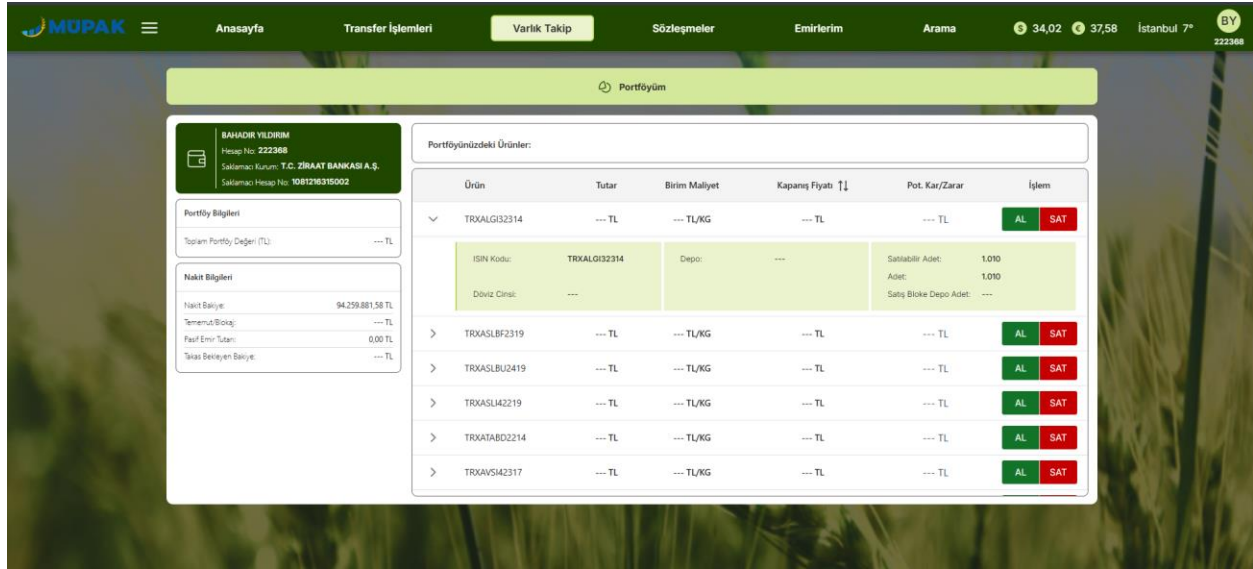 MÜPAK
Anasayfa Transfer İşlemleri Varlık Takip Sözleşmeler Emirlerim Arama $ 34,02 € 37,58 İstanbul 7° BY
222368
Portföyüm
BAHADIR YILDIRIM
Hesap No: 222368
Saklamacı Kurum: T.C. ZİRAAT BANKASI A.Ş.
Saklamacı Hesap No: 1081216315002
Portföy Bilgileri
Toplam Portföy Değeri (TL): --- TL
Nakit Bilgileri
Nakit Bakiye: 94.259.881,58 TL
Temerrut/Blokaj: --- TL
Pasif Emir Tutarı: 0,00 TL
Takas Bekleyen Bakiye: --- TL
Portföyünüzdeki Ürünler:
Ürün Tutar Birim Maliyet Kapanış Fiyatı Pot. Kar/Zarar İşlem
TRXALGI32314 --- TL --- TL/KG --- TL --- TL AL SAT
ISIN Kodu: TRXALGI32314 Depo: --- Satılabilir Adet: 1.010
Adet: 1.010
Döviz Cinsi: --- Satış Bloke Depo Adet: ---
TRXASLBF2319 --- TL --- TL/KG --- TL --- TL AL SAT
TRXASLBU2419 --- TL --- TL/KG --- TL --- TL AL SAT
TRXASLI42219 --- TL --- TL/KG --- TL --- TL AL SAT
TRXATABD2214 --- TL --- TL/KG --- TL --- TL AL SAT
TRXAVSI42317 --- TL --- TL/KG --- TL --- TL AL SAT